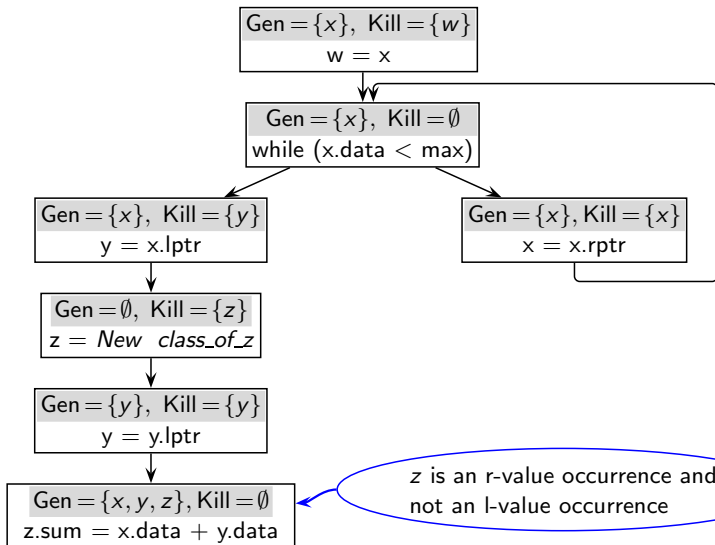 Gen = {x}, Kill = {w}
w = x
Gen = {x}, Kill = ∅
while (x.data < max)
Gen = {x}, Kill = {y}
y = x.lptr
Gen = {x}, Kill = {x}
x = x.rptr
Gen = ∅, Kill = {z}
z = New class_of_z
Gen = {y}, Kill = {y}
y = y.lptr
Gen = {x, y, z}, Kill = ∅
z.sum = x.data + y.data
z is an r-value occurrence and
not an l-value occurrence